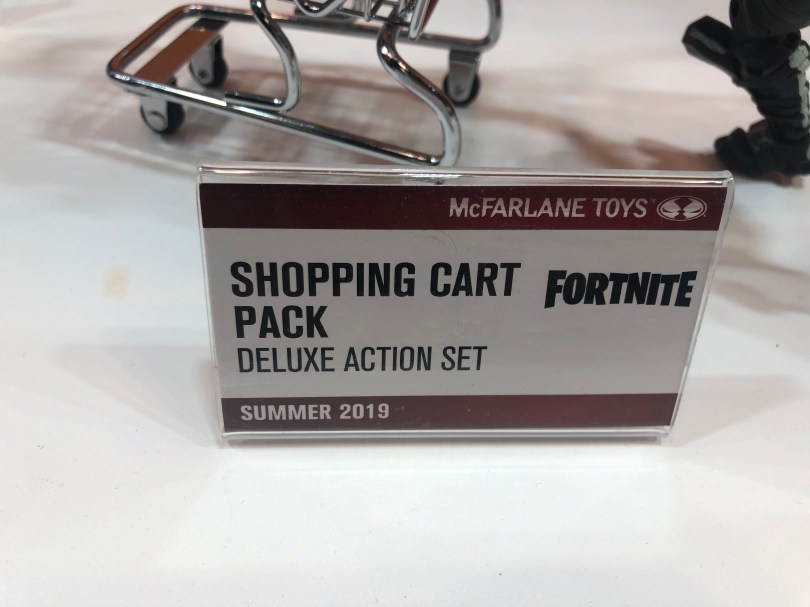 McFARLANE TOYS
SHOPPING CART
PACK
FORTNITE
DELUXE ACTION SET
SUMMER 2019